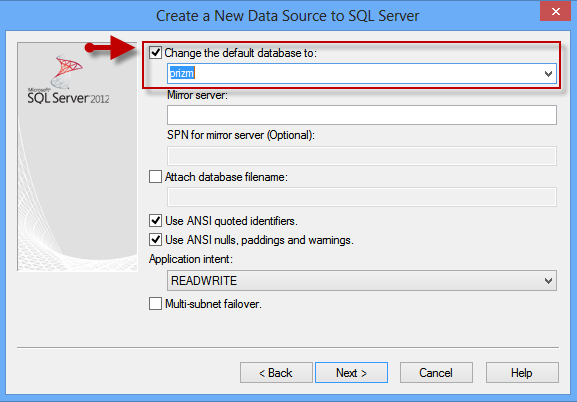 Create a New Data Source to SQL Server
Microsoft
SQL Server 2012
Change the default database to:
prizm
Mirror server:
SPN for mirror server (Optional):
Attach database filename:
Use ANSI quoted identifiers.
Use ANSI nulls, paddings and warnings.
Application intent:
READWRITE
Multi-subnet failover.
< Back
Next >
Cancel
Help